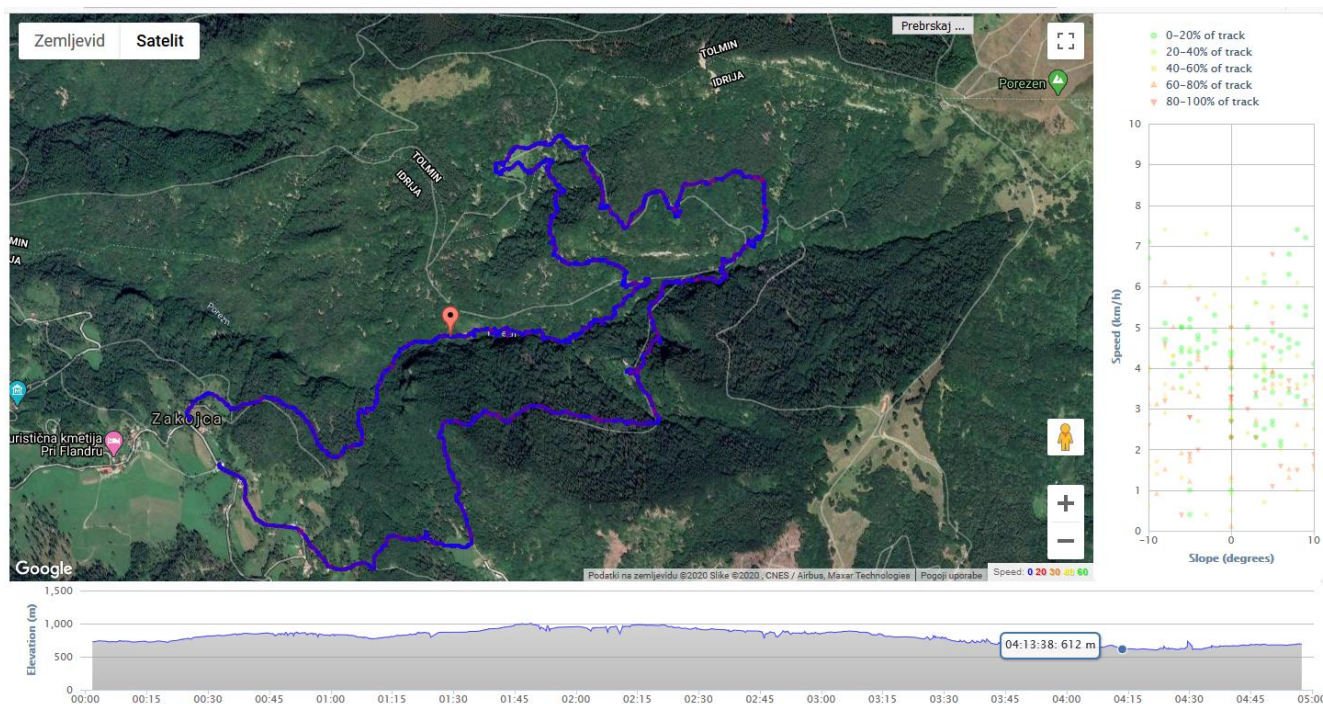 Zemljevid
Satelit
Prebrskaj ...
TOLMIN
IDRIJA
Porezen
TOLMIN
IDRIJA
MIN
JA
Porezn
Zakojca
uristična kmetija
Pri Flandru
Google
Podatki na zemljevidu ©2020 Slike ©2020 , CNES / Airbus, Maxar Technologies
Pogoji uporabe
Speed: 0 20 30 45 60
0-20% of track
20-40% of track
40-60% of track
60-80% of track
80-100% of track
10
9
8
7
6
5
4
3
2
1
0
Speed (km/h)
-10
0
10
Slope (degrees)
1,500
1,000
500
0
Elevation (m)
04:13:38: 612 m
00:00
00:15
00:30
00:45
01:00
01:15
01:30
01:45
02:00
02:15
02:30
02:45
03:00
03:15
03:30
03:45
04:00
04:15
04:30
04:45
05:00